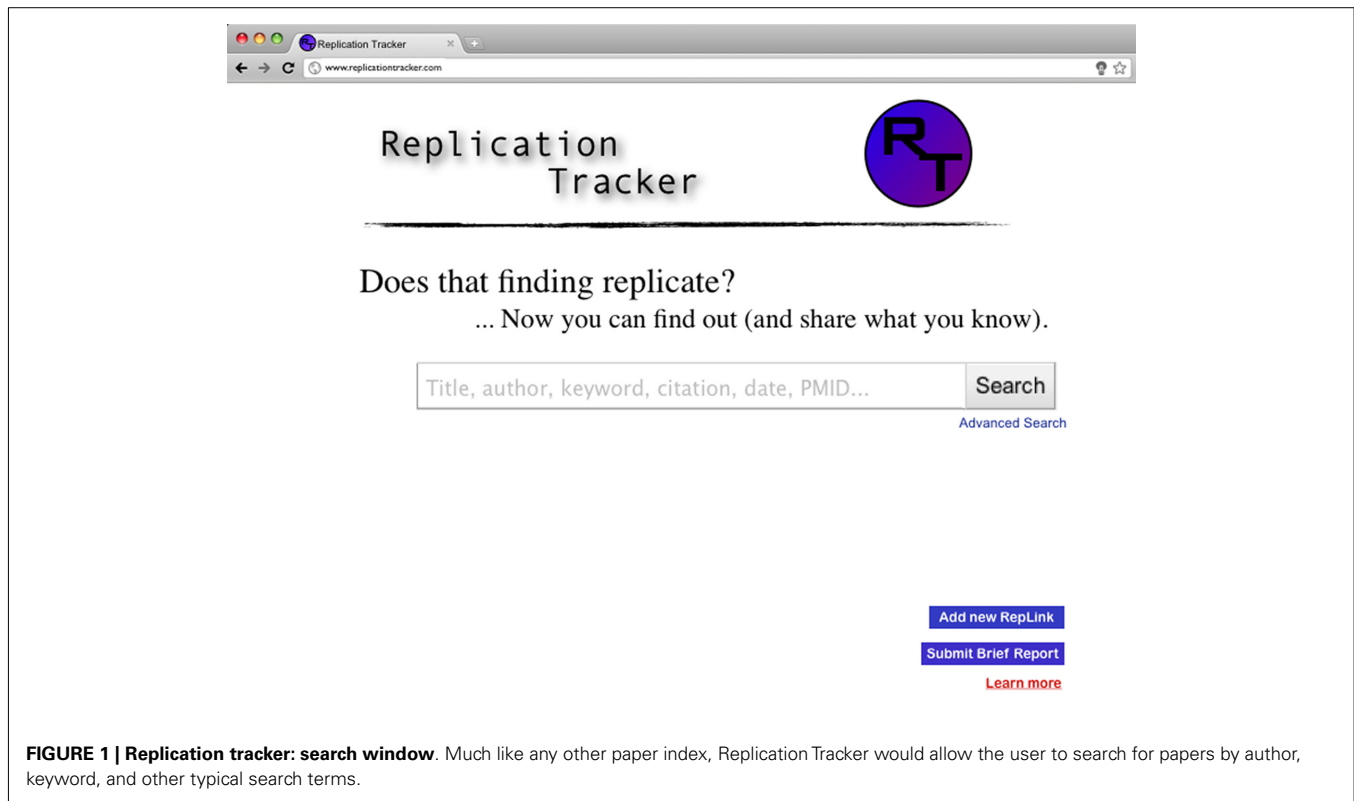 RT Replication Tracker
www.replicationtracker.com
Replication
Tracker
RT
Does that finding replicate?
... Now you can find out (and share what you know).
Title, author, keyword, citation, date, PMID... Search
Advanced Search
Add new RepLink
Submit Brief Report
Learn more
FIGURE 1 | Replication tracker: search window. Much like any other paper index, Replication Tracker would allow the user to search for papers by author,
keyword, and other typical search terms.